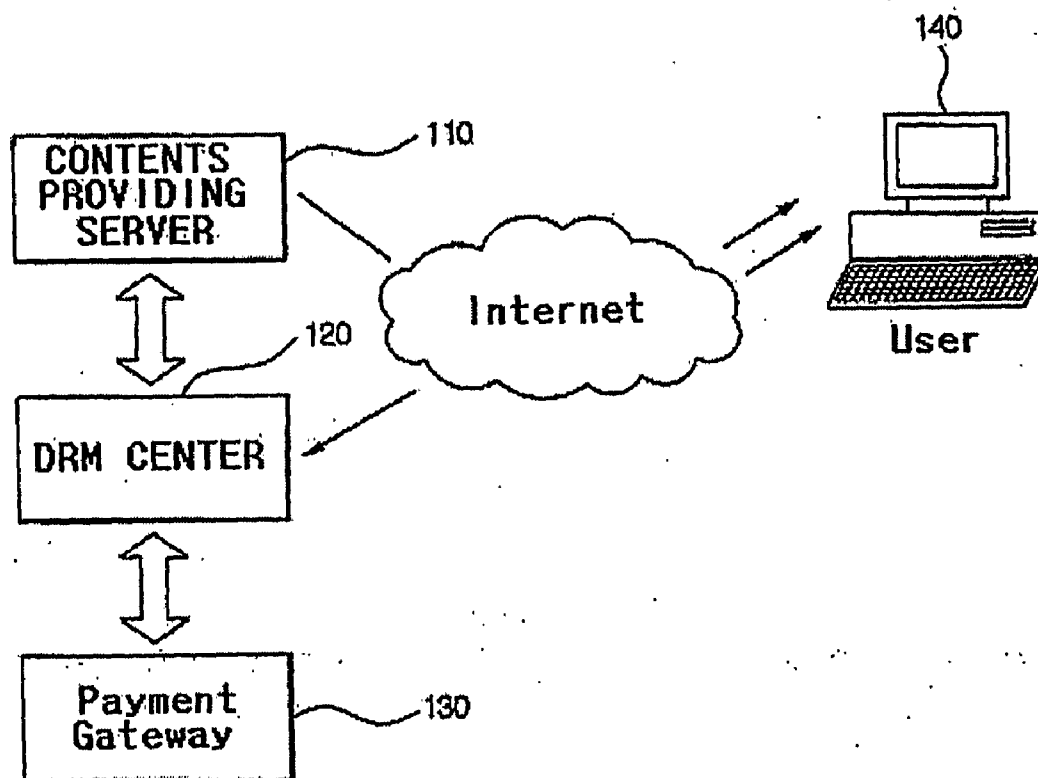 140
110
CONTENTS
PROVIDING
SERVER
Internet
User
120
DRM CENTER
Payment
Gateway
130